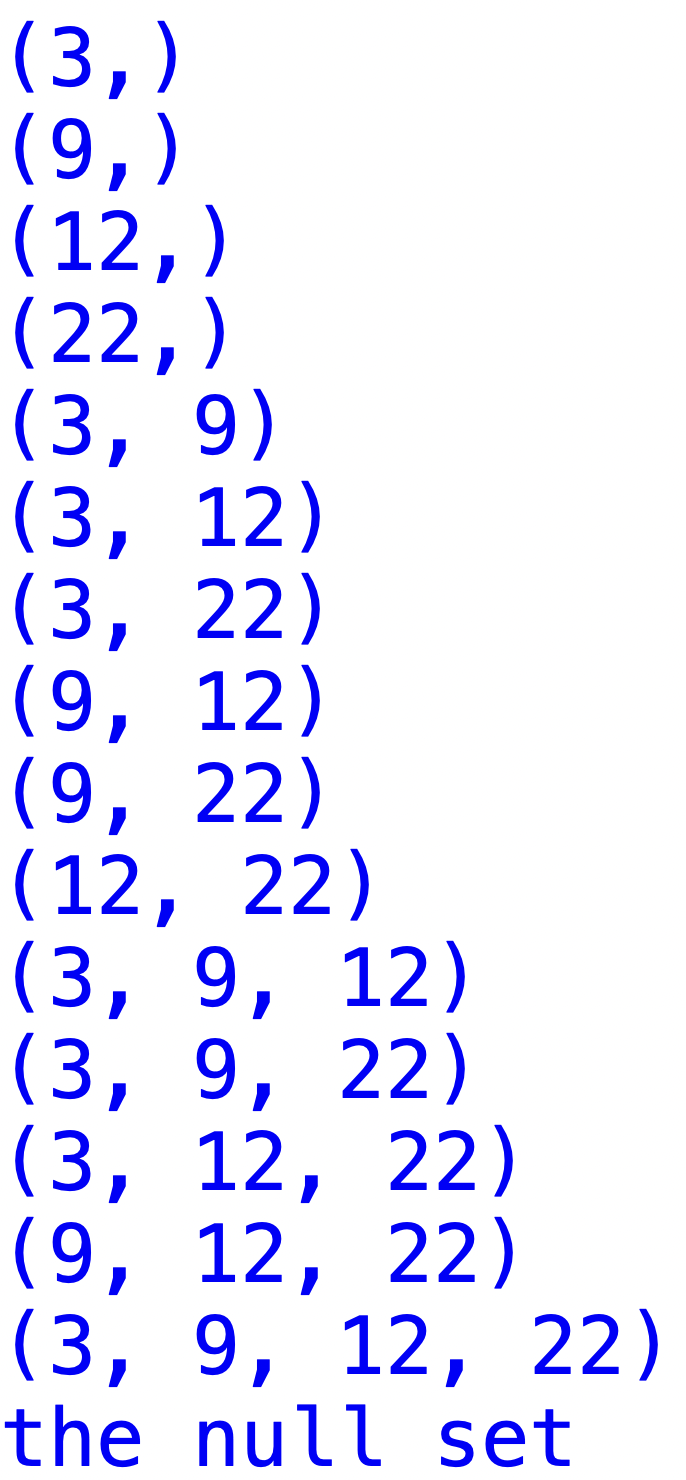 (3,)
(9,)
(12,)
(22,)
(3, 9)
(3, 12)
(3, 22)
(9, 12)
(9, 22)
(12, 22)
(3, 9, 12)
(3, 9, 22)
(3, 12, 22)
(9, 12, 22)
(3, 9, 12, 22)
the null set